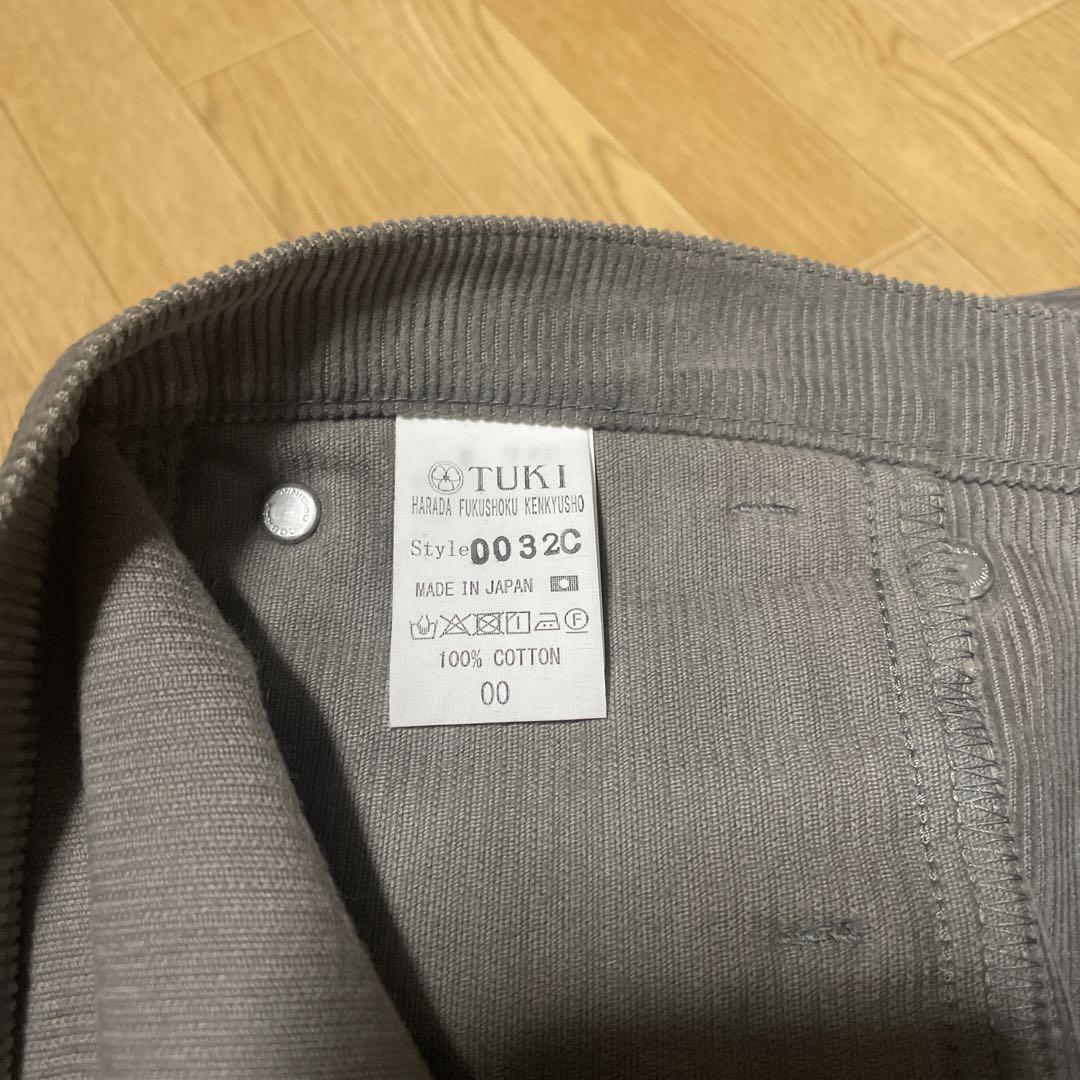 TUKI
HARADA FUKUSHOKU KENKYUSHO
Style 0032C
MADE IN JAPAN
F
100% COTTON
00